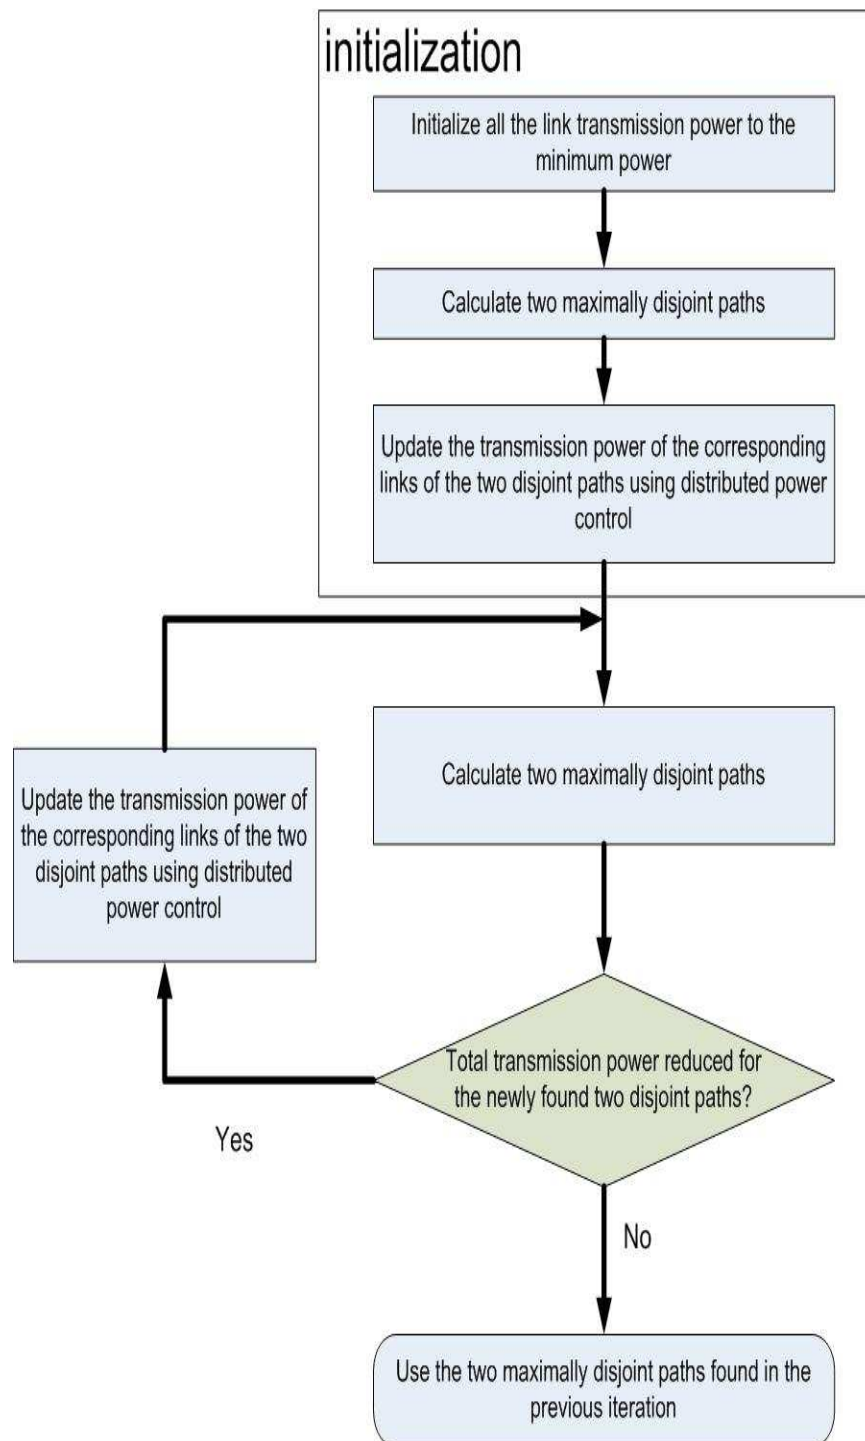 initialization
Initialize all the link transmission power to the
minimum power
Calculate two maximally disjoint paths
Update the transmission power of the corresponding
links of the two disjoint paths using distributed power
control
Calculate two maximally disjoint paths
Update the transmission power of
the corresponding links of the two
disjoint paths using distributed
power control
Total transmission power reduced for
the newly found two disjoint paths?
Yes
No
Use the two maximally disjoint paths found in the
previous iteration